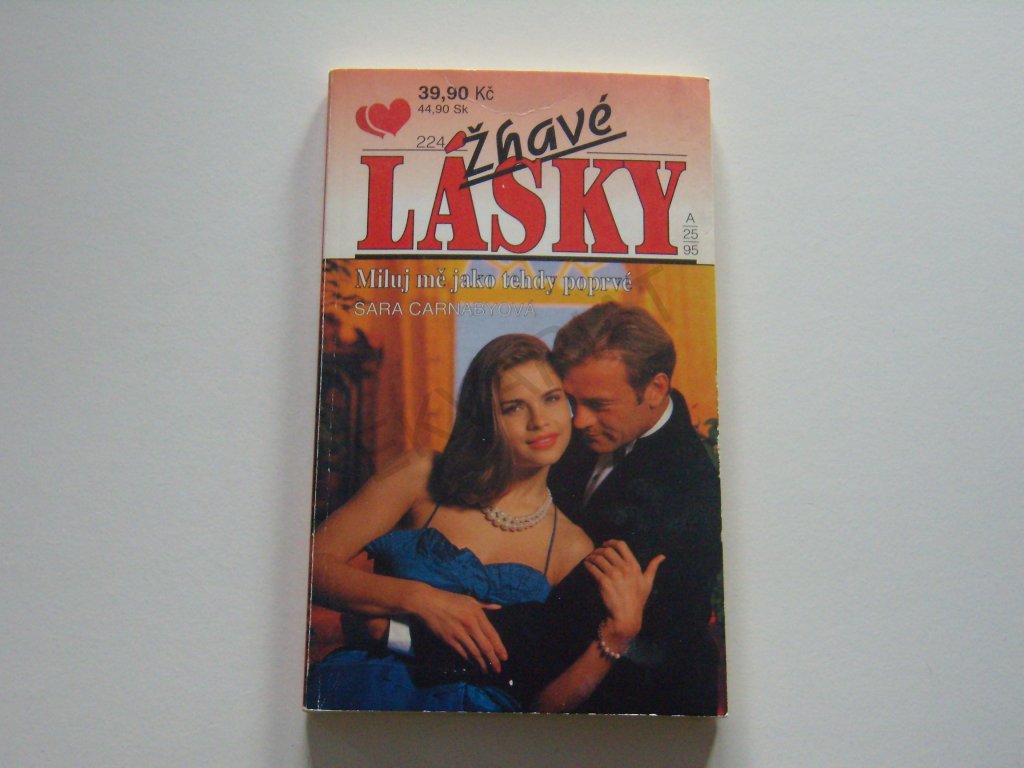 39,90 Kč
44,90 Sk
224
Žhavé
LÁSKY
A
25
95
Miluj mě jako tehdy poprvé
SARA CARNABYOVÁ